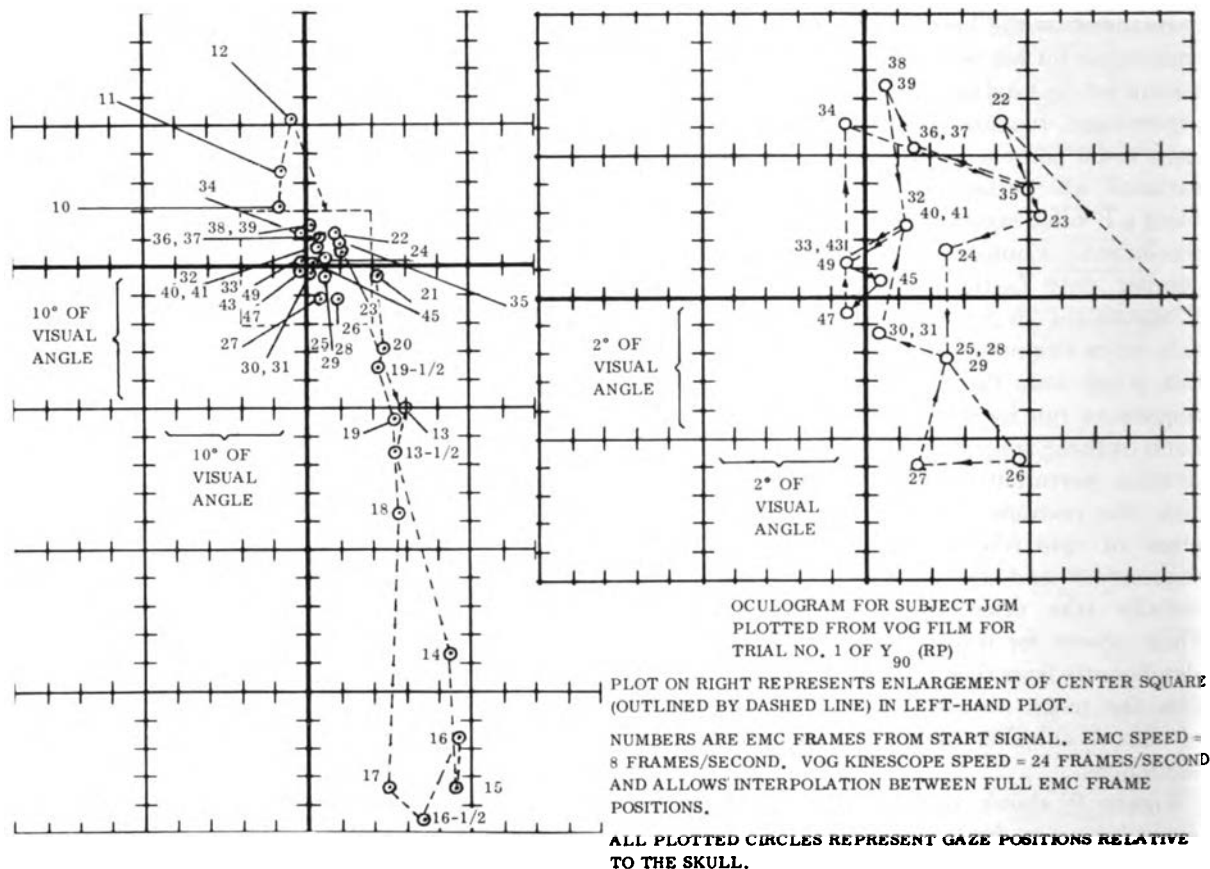 12
11
34
10
38, 39
36, 37
22
24
32
40, 41
33
49
43
47
35
21
23
45
10° OF
VISUAL
ANGLE
27
25, 28
26
30, 31
29
20
19-1/2
19
13
13-1/2
10° OF
VISUAL
ANGLE
18
14
16
17
15
16-1/2
38
39
34
22
36, 37
35
32
40, 41
23
33, 43
49
24
45
47
30, 31
2° OF
VISUAL
ANGLE
25, 28
29
2° OF
VISUAL
ANGLE
27
26
OCULOGRAM FOR SUBJECT JGM
PLOTTED FROM VOG FILM FOR
TRIAL NO. 1 OF Y90 (RP)
PLOT ON RIGHT REPRESENTS ENLARGEMENT OF CENTER SQUARE
(OUTLINED BY DASHED LINE) IN LEFT-HAND PLOT.
NUMBERS ARE EMC FRAMES FROM START SIGNAL. EMC SPEED =
8 FRAMES/SECOND. VOG KINESCOPE SPEED = 24 FRAMES/SECOND
AND ALLOWS INTERPOLATION BETWEEN FULL EMC FRAME
POSITIONS.
ALL PLOTTED CIRCLES REPRESENT GAZE POSITIONS RELATIVE
TO THE SKULL.